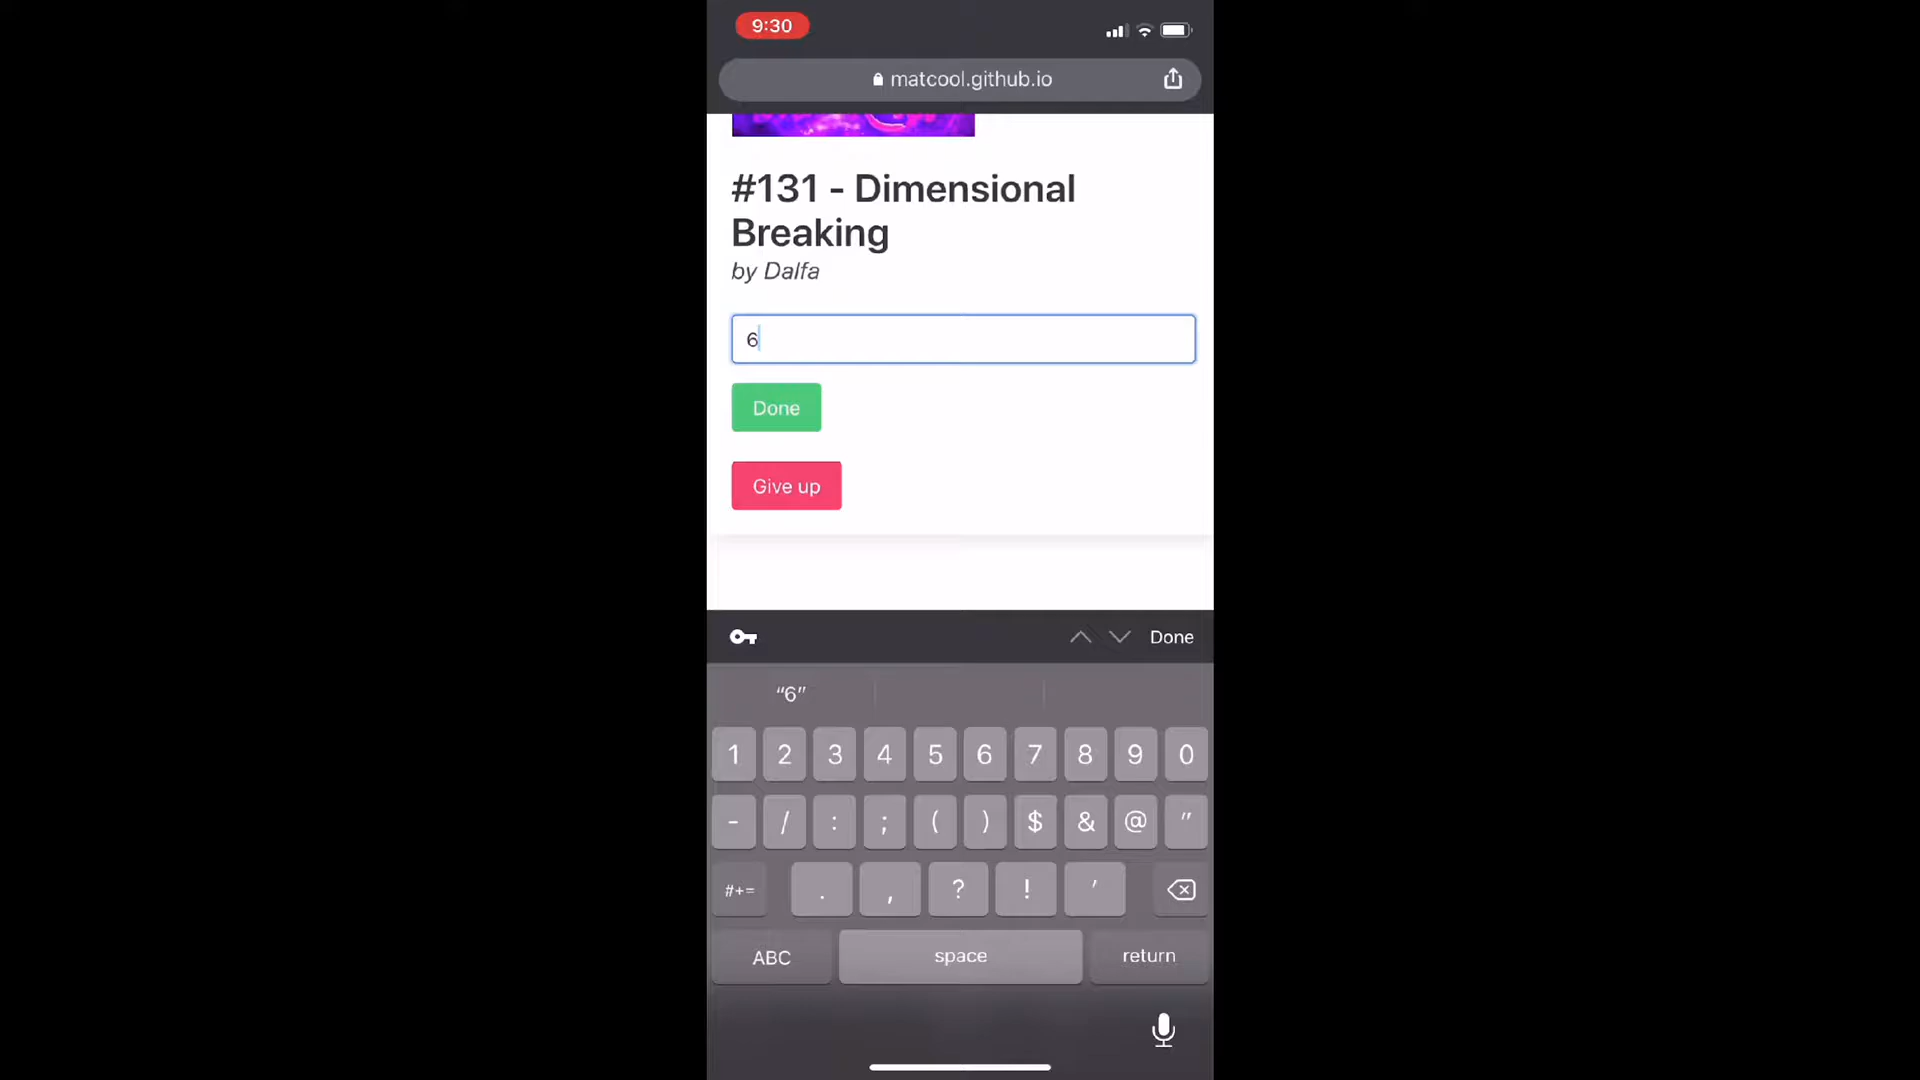 9:30
matcool.github.io
#131 - Dimensional
Breaking
by Dalfa
6
Done
Give up
Done
“6”
1 2 3 4 5 6 7 8 9 0
- / : ; ( ) $ & @ "
#+= . , ? ! '
ABC space return